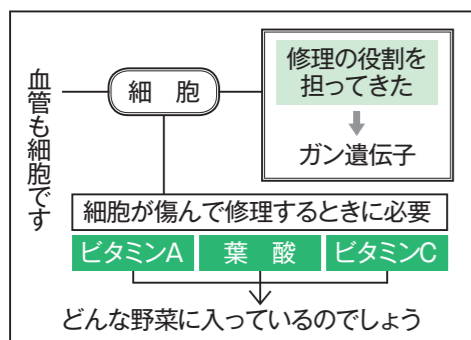 血管も細胞です
細胞
修理の役割を
担ってきた
ガン遺伝子
細胞が傷んで修理するときに必要
ビタミンA
葉酸
ビタミンC
どんな野菜に入っているのでしょう